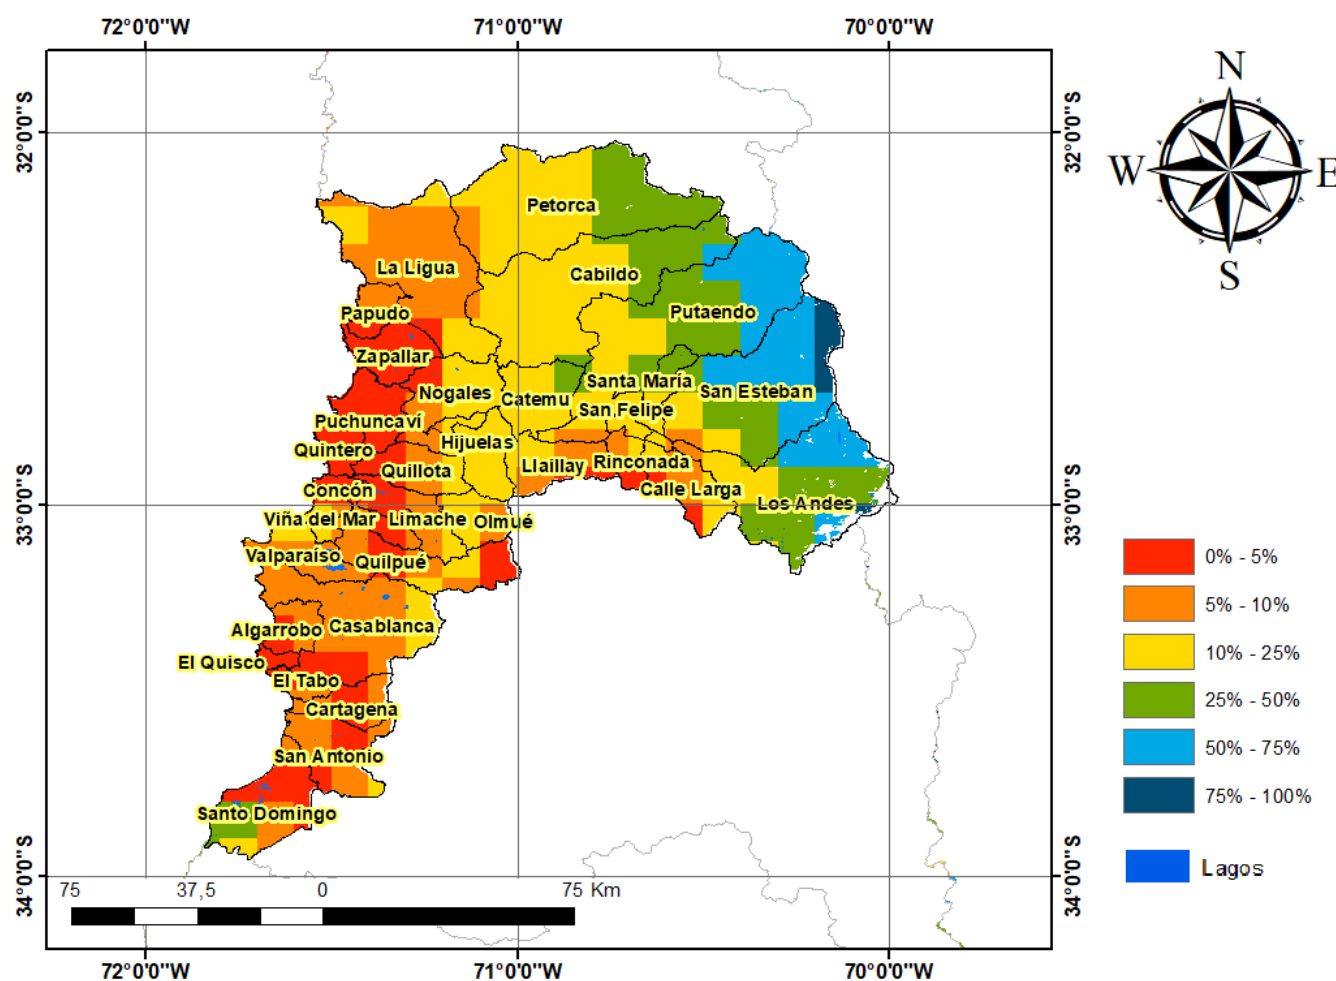 72°0'0"W 71°0'0"W 70°0'0"W
N
W E
S
32°0'0"S 32°0'0"S
Petorca
La Ligua
Cabildo
Papudo
Putaendo
Zapallar
Santa María
Nogales
San Esteban
Catemu
San Felipe
Puchuncaví
Hijuelas
Quintero
Quillota
Llaillay
Rinconada
Concón
Calle Larga
Los Andes
33°0'0"S 33°0'0"S
Viña del Mar
Limache
Olmué
Valparaíso
Quilpué
Algarrobo
Casablanca
El Quisco
El Tabo
Cartagena
San Antonio
Santo Domingo
0% - 5%
5% - 10%
10% - 25%
25% - 50%
50% - 75%
75% - 100%
Lagos
34°0'0"S 34°0'0"S
75 37,5 0 75 Km
72°0'0"W 71°0'0"W 70°0'0"W